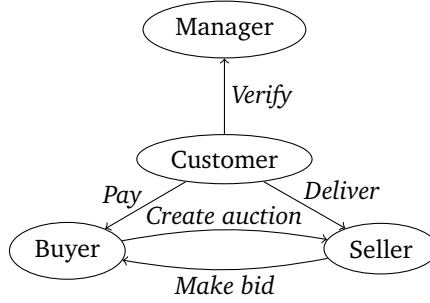 Manager
Verify
Customer
Pay
Deliver
Create auction
Buyer
Seller
Make bid